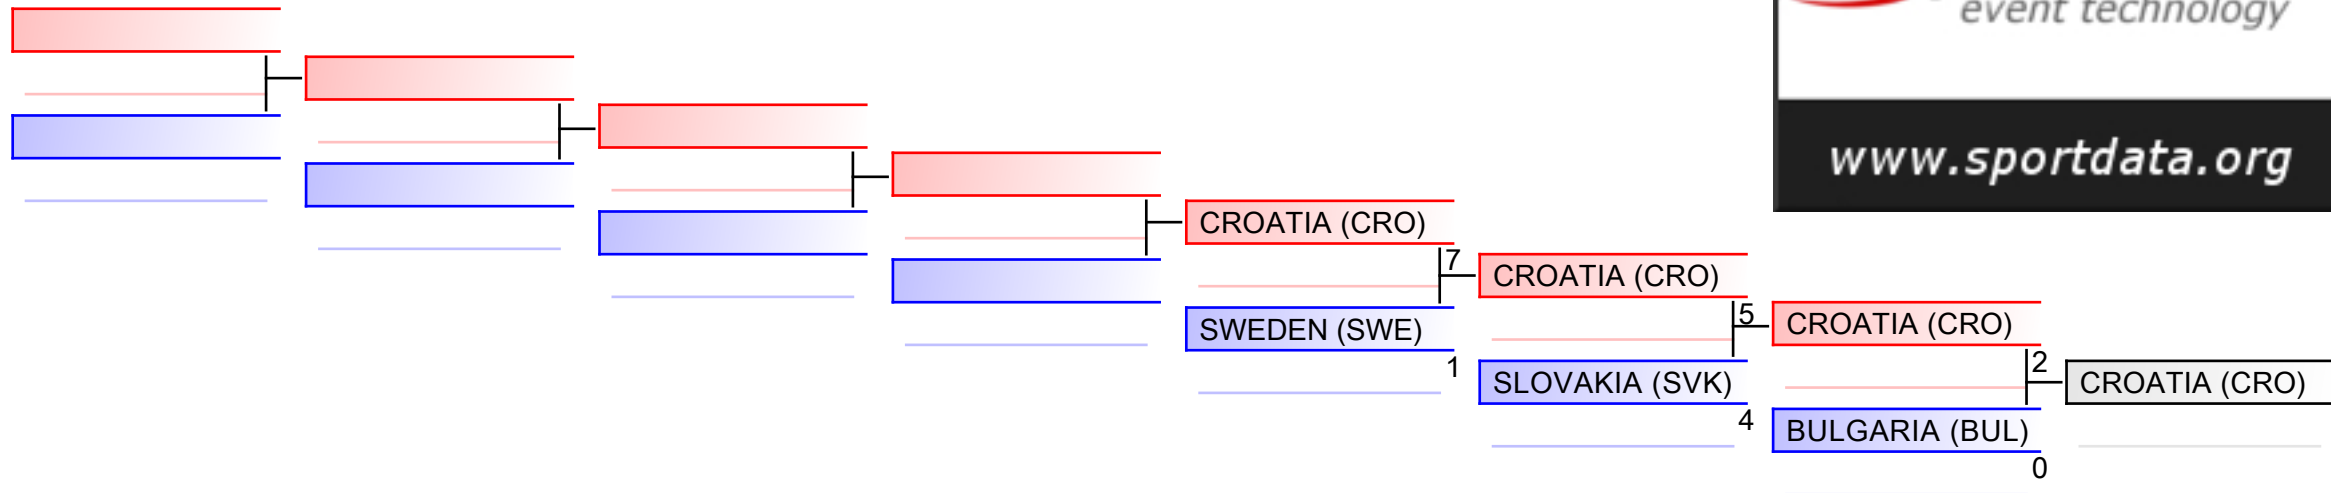 event technology
www.sportdata.org
CROATIA (CRO)
7
CROATIA (CRO)
SWEDEN (SWE)
1
5
CROATIA (CRO)
SLOVAKIA (SVK)
4
2
CROATIA (CRO)
BULGARIA (BUL)
0